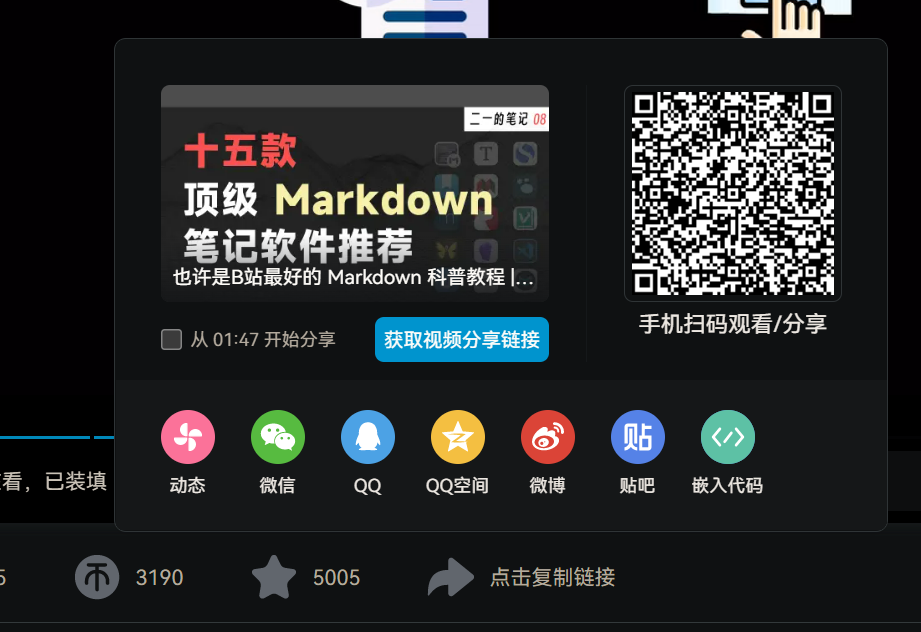 二一的笔记 08
十五款
顶级 Markdown
笔记软件推荐
也许是B站最好的 Markdown 科普教程 |...
从 01:47 开始分享
获取视频分享链接
手机扫码观看/分享
动态
微信
QQ
QQ空间
微博
贴吧
嵌入代码
看，已装填
5
3190
5005
点击复制链接